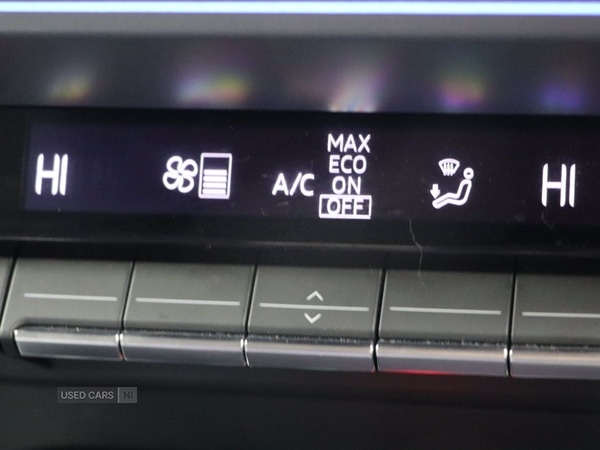 HI
A/C
MAX
ECO
ON
OFF
HI
USED CARS NI